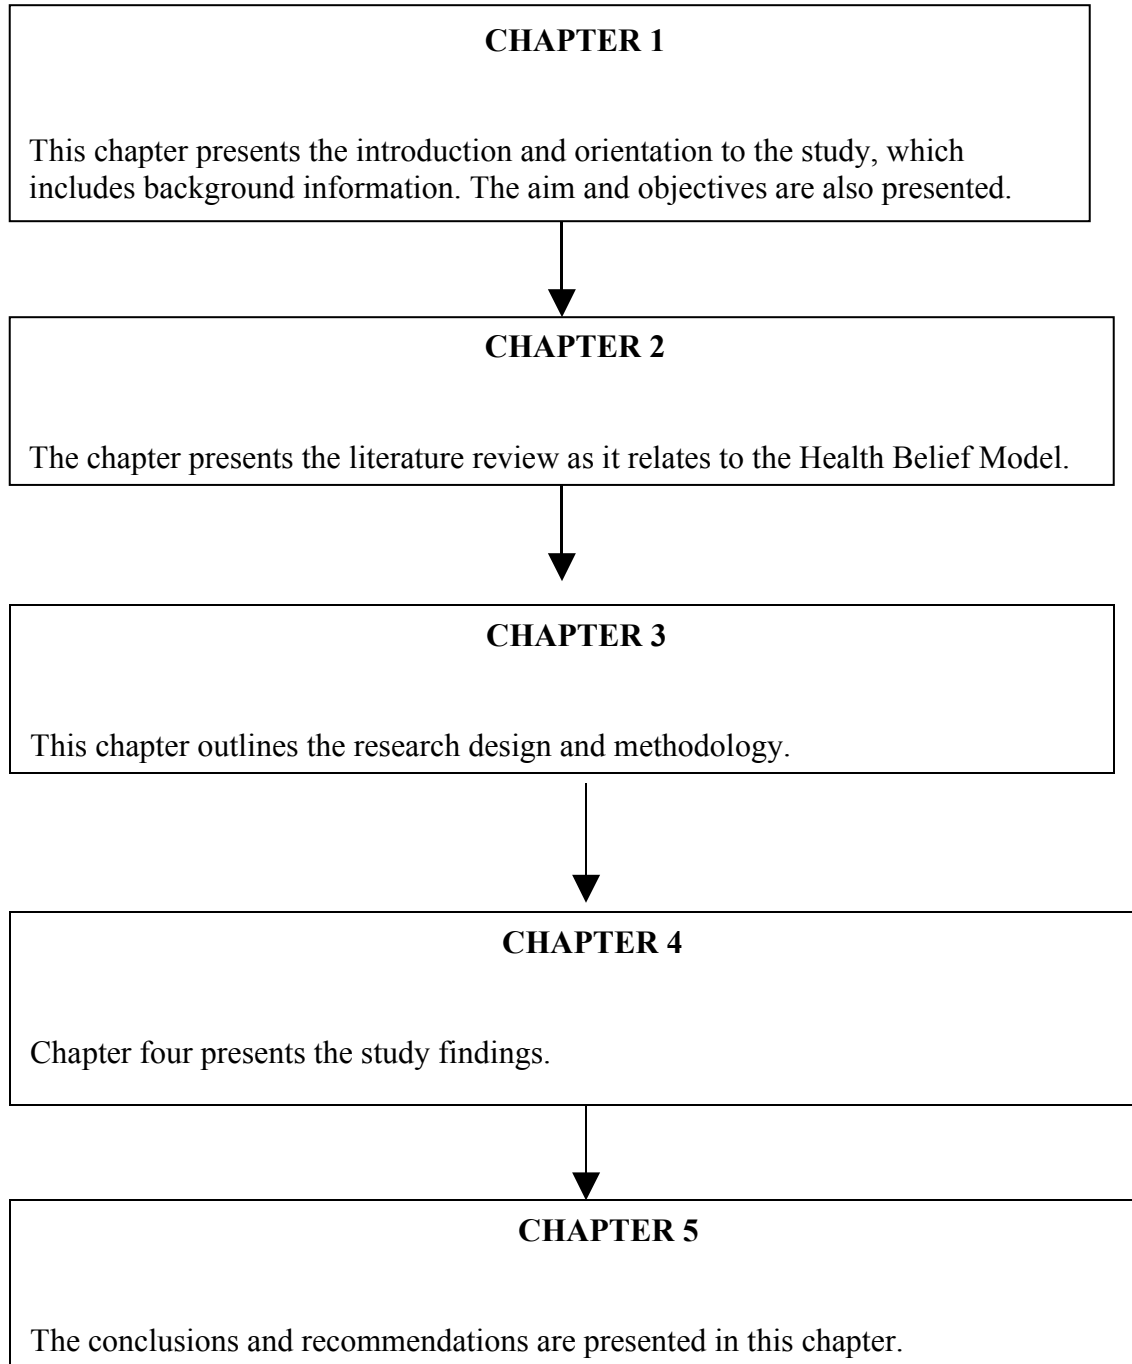 CHAPTER 1
This chapter presents the introduction and orientation to the study, which
includes background information. The aim and objectives are also presented.
CHAPTER 2
The chapter presents the literature review as it relates to the Health Belief Model.
CHAPTER 3
This chapter outlines the research design and methodology.
CHAPTER 4
Chapter four presents the study findings.
CHAPTER 5
The conclusions and recommendations are presented in this chapter.